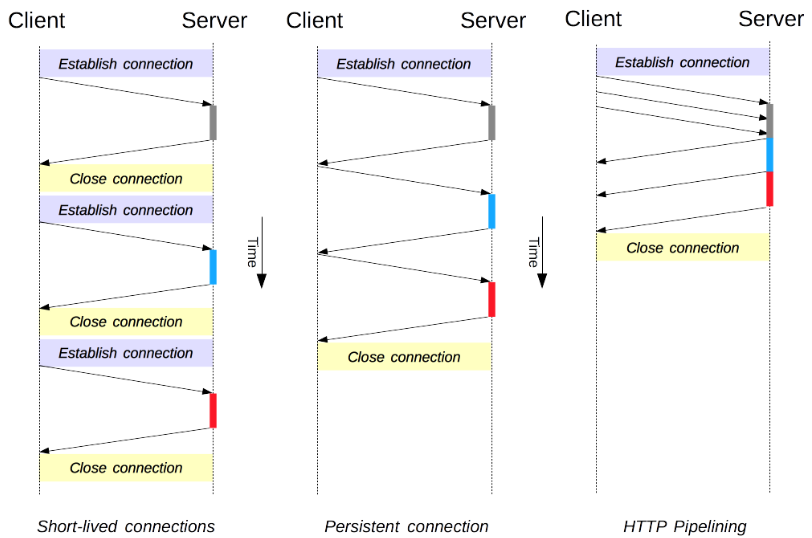 Client Server
Establish connection
Close connection
Establish connection
Close connection
Establish connection
Close connection
Short-lived connections
Time
Client Server
Establish connection
Close connection
Persistent connection
Time
Client Server
Establish connection
Close connection
HTTP Pipelining